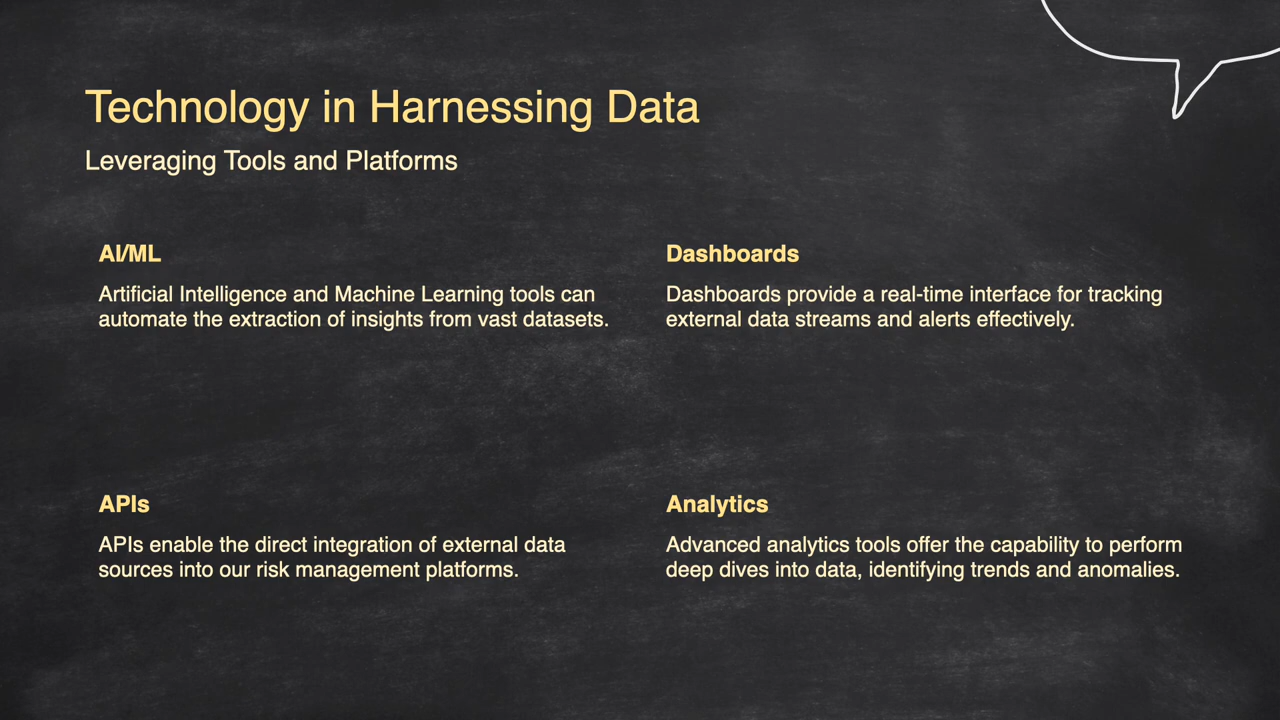 Technology in Harnessing Data
Leveraging Tools and Platforms
AI/ML
Artificial Intelligence and Machine Learning tools can
automate the extraction of insights from vast datasets.
Dashboards
Dashboards provide a real-time interface for tracking
external data streams and alerts effectively.
APIs
APIs enable the direct integration of external data
sources into our risk management platforms.
Analytics
Advanced analytics tools offer the capability to perform
deep dives into data, identifying trends and anomalies.